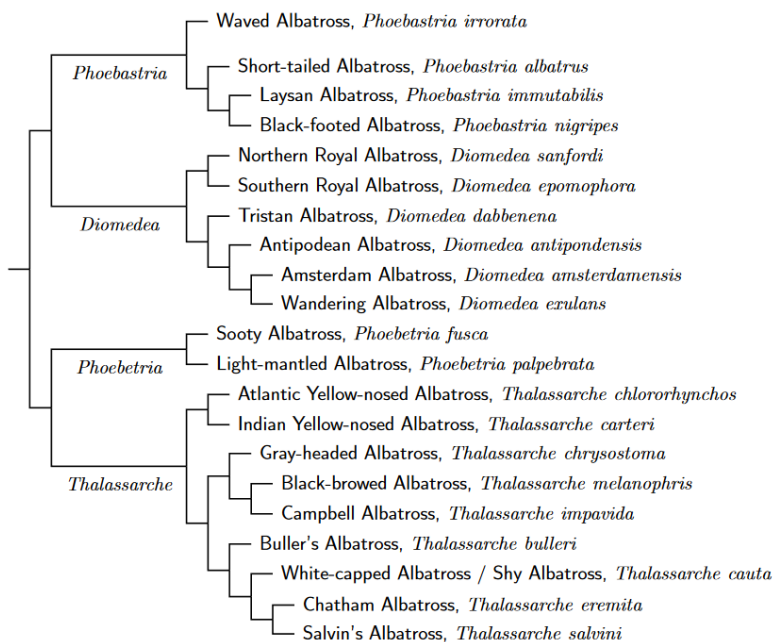 Waved Albatross, Phoebastria irrorata
Phoebastria
Short-tailed Albatross, Phoebastria albatrus
Laysan Albatross, Phoebastria immutabilis
Black-footed Albatross, Phoebastria nigripes
Northern Royal Albatross, Diomedea sanfordi
Southern Royal Albatross, Diomedea epomophora
Diomedea
Tristan Albatross, Diomedea dabbenena
Antipodean Albatross, Diomedea antipondensis
Amsterdam Albatross, Diomedea amsterdamensis
Wandering Albatross, Diomedea exulans
Sooty Albatross, Phoebetria fusca
Phoebetria
Light-mantled Albatross, Phoebetria palpebrata
Atlantic Yellow-nosed Albatross, Thalassarche chlororhynchos
Indian Yellow-nosed Albatross, Thalassarche carteri
Gray-headed Albatross, Thalassarche chrysostoma
Thalassarche
Black-browed Albatross, Thalassarche melanophris
Campbell Albatross, Thalassarche impavida
Buller's Albatross, Thalassarche bulleri
White-capped Albatross / Shy Albatross, Thalassarche cauta
Chatham Albatross, Thalassarche eremita
Salvin's Albatross, Thalassarche salvini